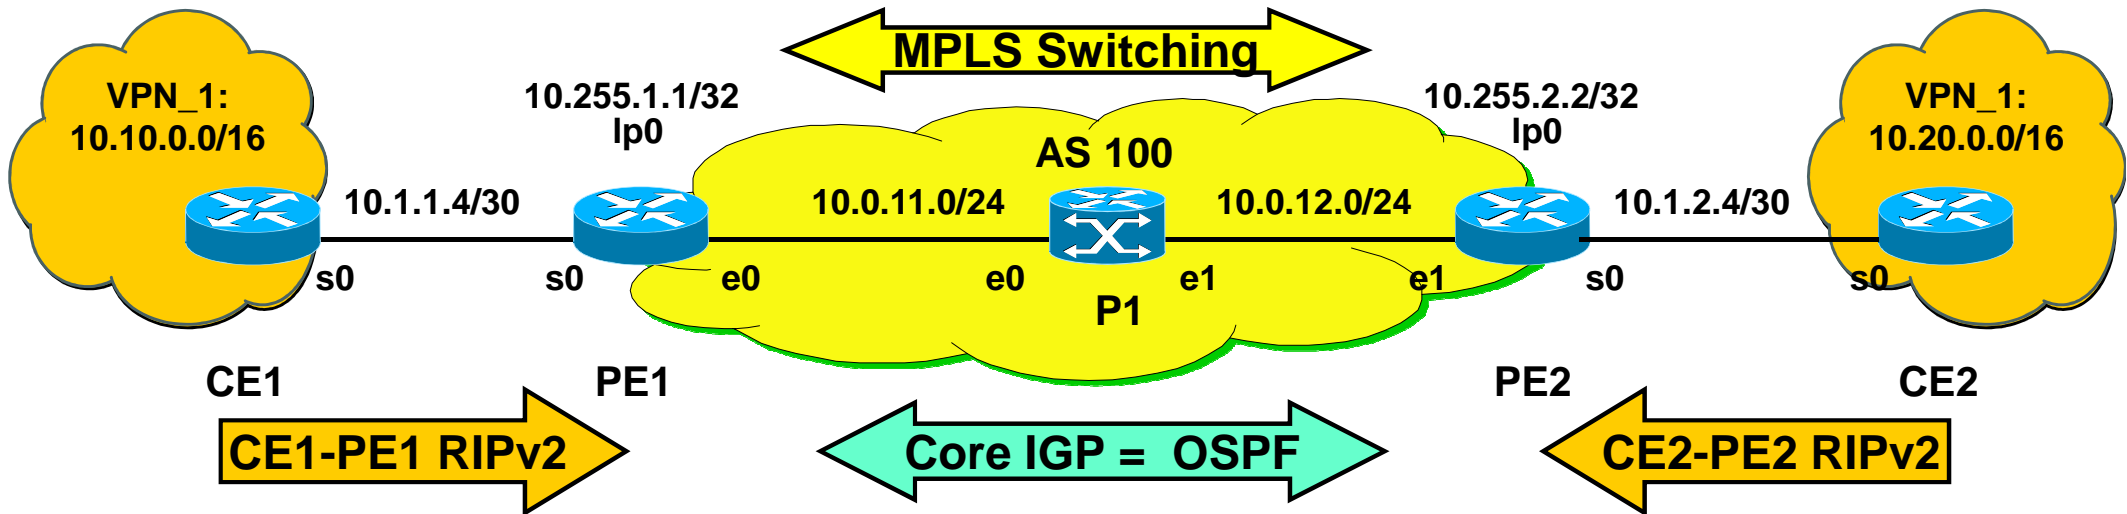 MPLS Switching
VPN_1:
10.10.0.0/16
10.255.1.1/32
lp0
AS 100
10.255.2.2/32
lp0
VPN_1:
10.20.0.0/16
10.1.1.4/30
10.0.11.0/24
10.0.12.0/24
10.1.2.4/30
s0
s0
e0
e0
e1
e1
s0
s0
P1
CE1
PE1
PE2
CE2
CE1-PE1 RIPv2
Core IGP = OSPF
CE2-PE2 RIPv2